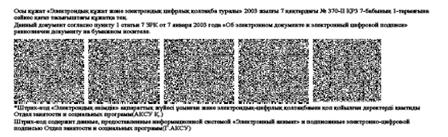 Осы құжат «Электрондық құжат және электрондық цифрлық қолтаңба туралы» 2003 жылғы 7 қаңтардағы № 370-II ҚРЗ 7-бабының 1-тармағына
сәйкес қағаз тасығыштағы құжатқа тең.
Данный документ согласно пункту 1 статьи 7 ЗРК от 7 января 2003 года «Об электронном документе и электронной цифровой подписи»
равнозначен документу на бумажном носителе.
*Штрих-код «Электрондық әкімдік» ақпараттық жүйесі ұсынған және электрондық-цифрлық қолтаңбамен қол қойылған деректерді қамтиды
Отдел занятости и социальных программ(АКСУ Қ.)
Штрих-код содержит данные, предоставленные информационной системой «Электронный акимат» и подписанные электронно-цифровой
подписью Отдел занятости и социальных программ(Г.АКСУ)